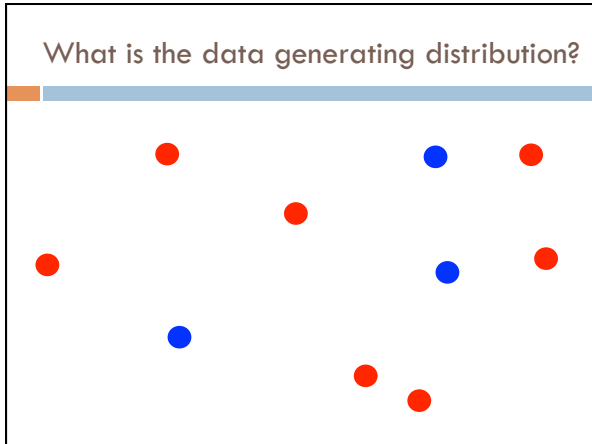 What is the data generating distribution?